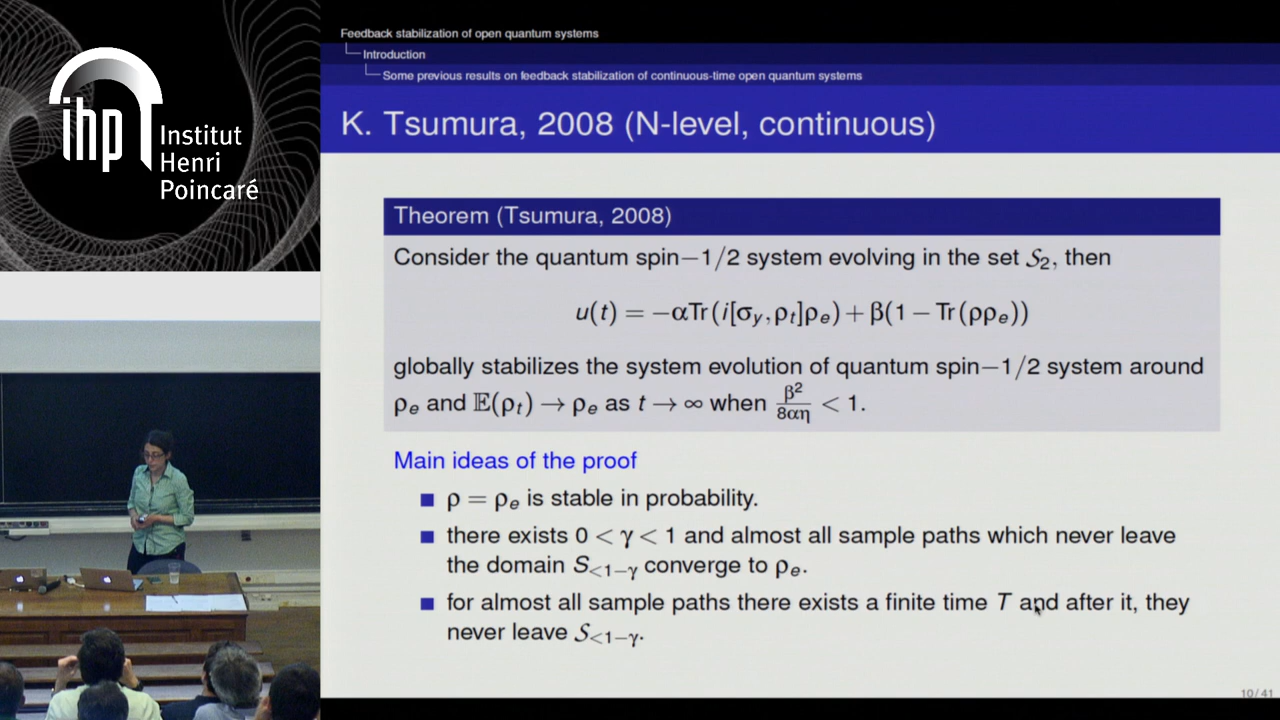 ihp Institut
Henri
Poincaré
Feedback stabilization of open quantum systems
Introduction
Some previous results on feedback stabilization of continuous-time open quantum systems
K. Tsumura, 2008 (N-level, continuous)
Theorem (Tsumura, 2008)
Consider the quantum spin−1/2 system evolving in the set 𝒮₂, then
u(t) = −αTr(i[σ_y,ρ_t]ρ_e) + β(1 − Tr(ρρ_e))
globally stabilizes the system evolution of quantum spin−1/2 system around
ρ_e and 𝔼(ρ_t) → ρ_e as t → ∞ when β²/8αη < 1.
Main ideas of the proof
ρ = ρ_e is stable in probability.
there exists 0 < γ < 1 and almost all sample paths which never leave
the domain S_{<1−γ} converge to ρ_e.
for almost all sample paths there exists a finite time T and after it, they
never leave 𝒮_{<1−γ}.
10/41